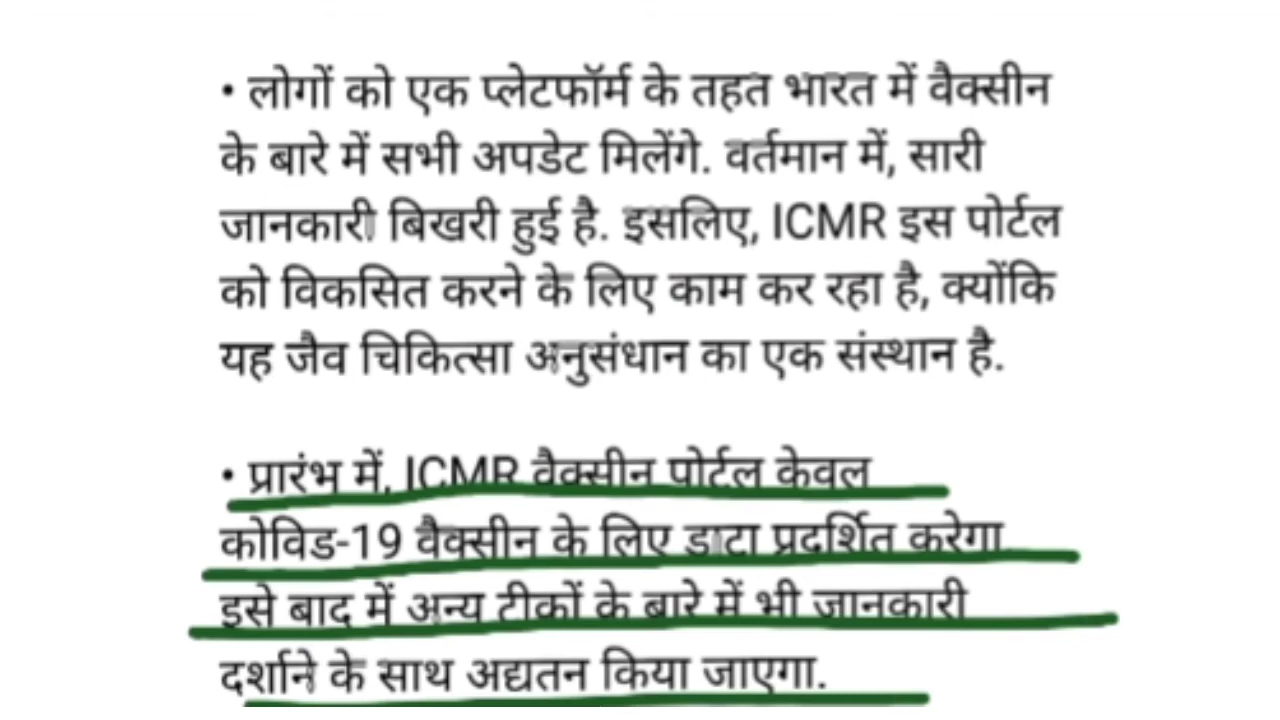 • लोगों को एक प्लेटफॉर्म के तहत भारत में वैक्सीन
के बारे में सभी अपडेट मिलेंगे. वर्तमान में, सारी
जानकारी बिखरी हुई है. इसलिए, ICMR इस पोर्टल
को विकसित करने के लिए काम कर रहा है, क्योंकि
यह जैव चिकित्सा अनुसंधान का एक संस्थान है.
• प्रारंभ में, ICMR वैक्सीन पोर्टल केवल
कोविड-19 वैक्सीन के लिए डाटा प्रदर्शित करेगा
इसे बाद में अन्य टीकों के बारे में भी जानकारी
दर्शाने के साथ अद्यतन किया जाएगा.